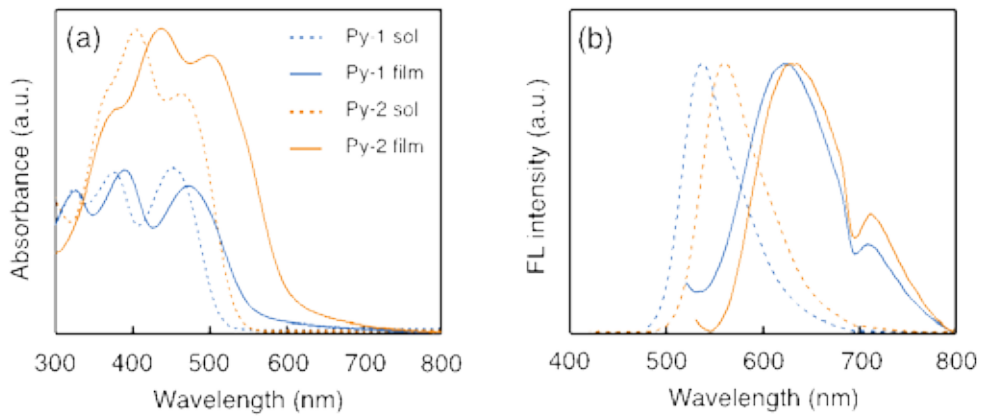 (a)
Py-1 sol
Py-1 film
Py-2 sol
Py-2 film
Absorbance (a.u.)
300 400 500 600 700 800
Wavelength (nm)
(b)
FL intensity (a.u.)
400 500 600 700 800
Wavelength (nm)